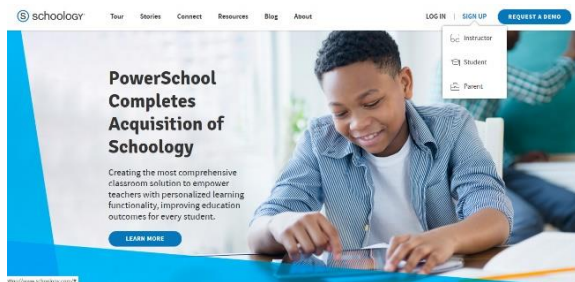 S schoology
Tour Stories Connect Resources Blog About
LOG IN | SIGN UP REQUEST A DEMO
Instructor
Student
Parent
PowerSchool
Completes
Acquisition of
Schoology
Creating the most comprehensive
classroom solution to empower
teachers with personalized learning
functionality, improving education
outcomes for every student.
LEARN MORE